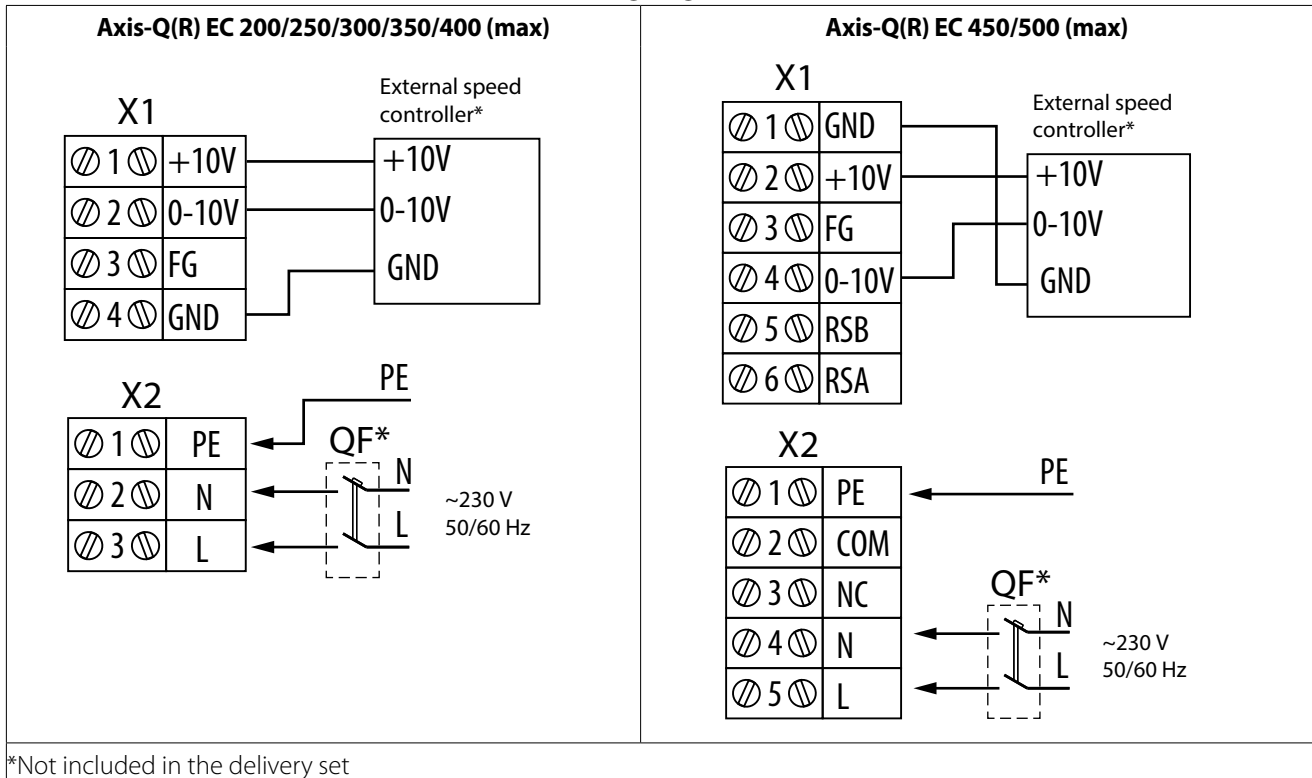 Axis-Q(R) EC 200/250/300/350/400 (max)
X1
External speed
controller*
1 +10V
2 0-10V
3 FG
4 GND
+10V
0-10V
GND
X2
1 PE
2 N
3 L
PE
QF*
N
L
~230 V
50/60 Hz
Axis-Q(R) EC 450/500 (max)
X1
External speed
controller*
1 GND
2 +10V
3 FG
4 0-10V
5 RSB
6 RSA
+10V
0-10V
GND
X2
1 PE
2 COM
3 NC
4 N
5 L
PE
QF*
N
L
~230 V
50/60 Hz
*Not included in the delivery set